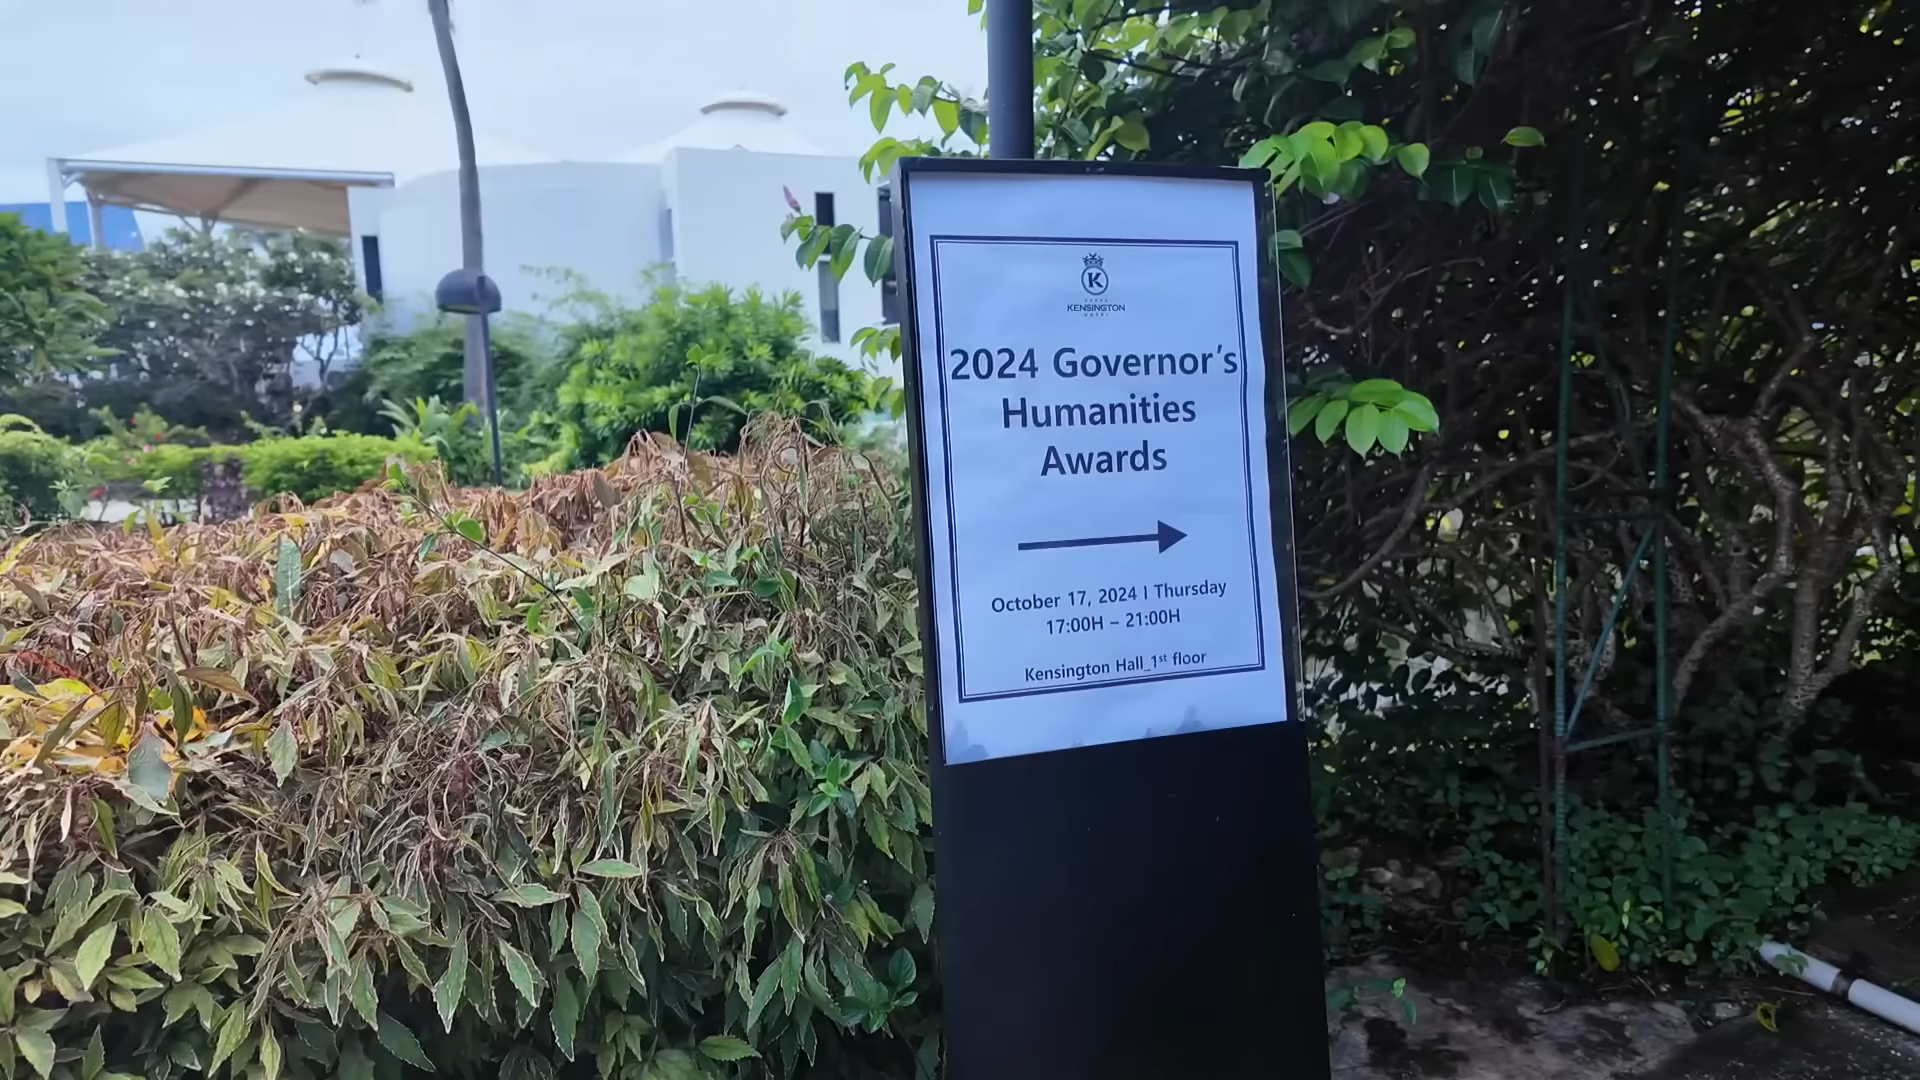 K
KENSINGTON
HOTEL
2024 Governor's
Humanities
Awards
October 17, 2024 I Thursday
17:00H – 21:00H
Kensington Hall_1st floor